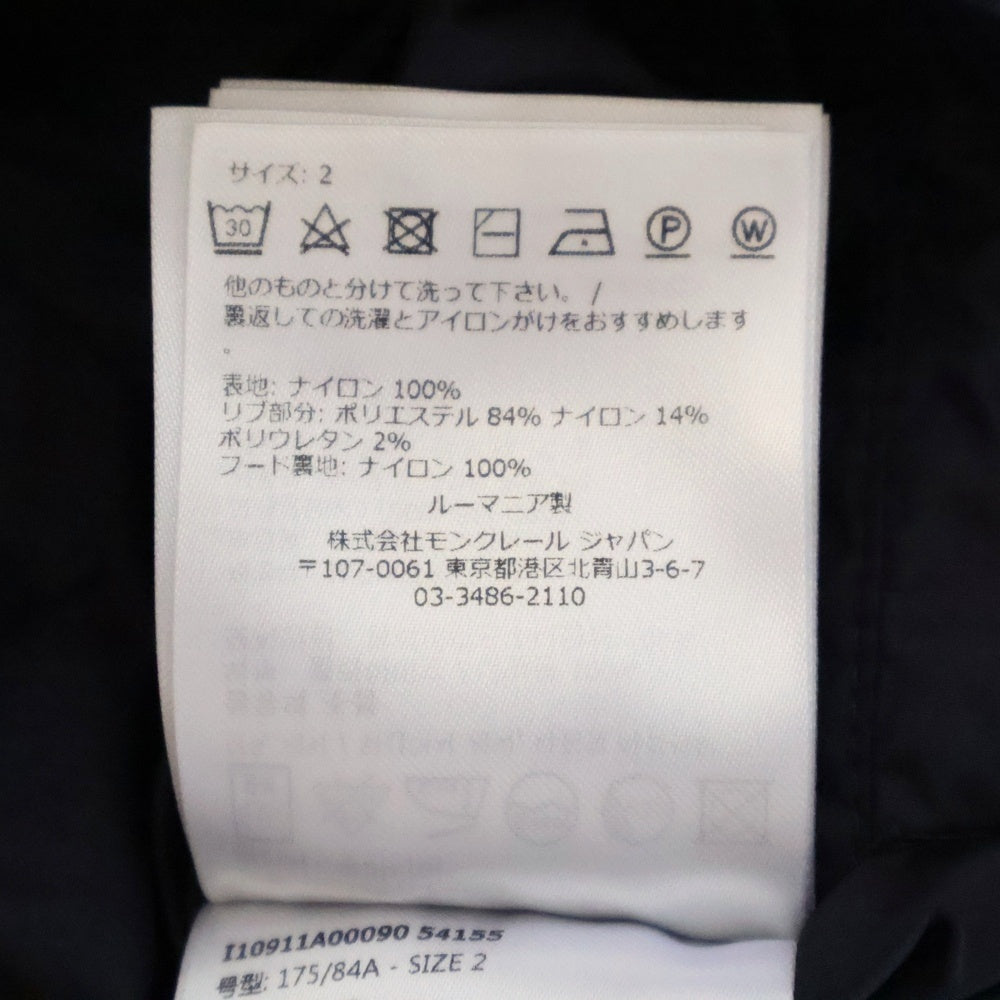 サイズ: 2
30 P W
他のものと分けて洗って下さい。 /
裏返しての洗濯とアイロンがけをおすすめします
。
表地: ナイロン 100%
リブ部分: ポリエステル 84% ナイロン 14%
ポリウレタン 2%
フード裏地: ナイロン 100%
ルーマニア製
株式会社モンクレール ジャパン
〒107-0061 東京都港区北青山3-6-7
03-3486-2110
I10911A00090 54155
号型: 175/84A - SIZE 2